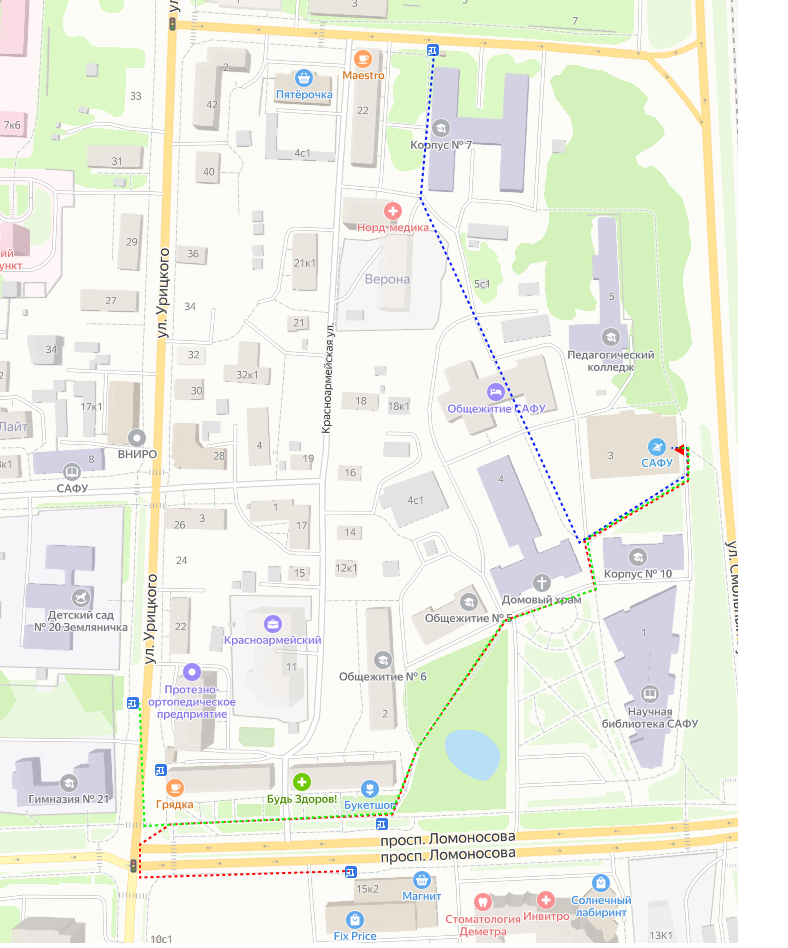 3
7
ул.
Maestro
2
Пятёрочка
33
42
22
7к6
Корпус № 7
4с1
31
40
Норд-медика
29
ий
ункт
36
21к1
Верона
5с1
ул. Урицкого
27
34
5
21
Красноармейская ул.
34
32
Педагогический
колледж
32к1
30
17к1
18
18к1
Общежитие САФУ
Лайт
ВНИРО
4
3
САФУ
8
28
19
к1
16
4
САФУ
4с1
1
26
3
17
14
24
Корпус № 10
15
12к1
ул. Урицкого
Домовый храм
Детский сад
№ 20 Земляничка
22
Красноармейский
Общежитие № 5
1
11
Общежитие № 6
Протезно-
ортопедическое
предприятие
2
Научная
библиотека САФУ
Гимназия № 21
Грядка
Будь Здоров!
Букетшоп
просп. Ломоносова
просп. Ломоносова
15к2
Магнит
Солнечный
лабиринт
Стоматология
Деметра
Инвитро
Fix Price
10с1
13К1